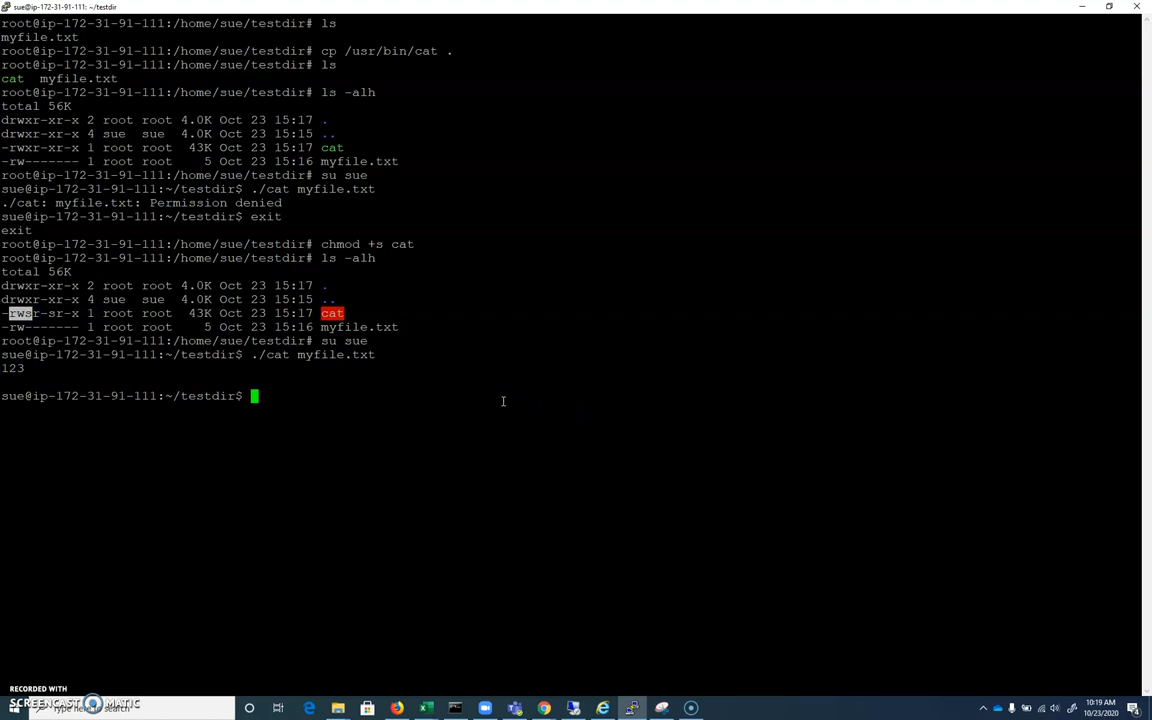 sue@ip-172-31-91-111: ~/testdir
root@ip-172-31-91-111:/home/sue/testdir# ls
myfile.txt
root@ip-172-31-91-111:/home/sue/testdir# cp /usr/bin/cat .
root@ip-172-31-91-111:/home/sue/testdir# ls
cat  myfile.txt
root@ip-172-31-91-111:/home/sue/testdir# ls -alh
total 56K
drwxr-xr-x 2 root root 4.0K Oct 23 15:17 .
drwxr-xr-x 4 sue  sue  4.0K Oct 23 15:15 ..
-rwxr-xr-x 1 root root  43K Oct 23 15:17 cat
-rw------- 1 root root    5 Oct 23 15:16 myfile.txt
root@ip-172-31-91-111:/home/sue/testdir# su sue
sue@ip-172-31-91-111:~/testdir$ ./cat myfile.txt
./cat: myfile.txt: Permission denied
sue@ip-172-31-91-111:~/testdir$ exit
exit
root@ip-172-31-91-111:/home/sue/testdir# chmod +s cat
root@ip-172-31-91-111:/home/sue/testdir# ls -alh
total 56K
drwxr-xr-x 2 root root 4.0K Oct 23 15:17 .
drwxr-xr-x 4 sue  sue  4.0K Oct 23 15:15 ..
-rwsr-sr-x 1 root root  43K Oct 23 15:17 cat
-rw------- 1 root root    5 Oct 23 15:16 myfile.txt
root@ip-172-31-91-111:/home/sue/testdir# su sue
sue@ip-172-31-91-111:~/testdir$ ./cat myfile.txt
123
sue@ip-172-31-91-111:~/testdir$
RECORDED WITH
SCREENCAST MATIC
Type here to search
10:19 AM
10/23/2020
4